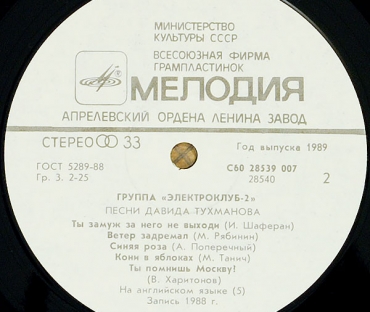 МИНИСТЕРСТВО
КУЛЬТУРЫ СССР
ВСЕСОЮЗНАЯ ФИРМА
ГРАМПЛАСТИНОК
МЕЛОДИЯ
АПРЕЛЕВСКИЙ ОРДЕНА ЛЕНИНА ЗАВОД
СТЕРЕО 33
Год выпуска 1989
ГОСТ 5289-88
С60 28539 007
Гр. 3. 2-25
28540
2
ГРУППА «ЭЛЕКТРОКЛУБ-2»
ПЕСНИ ДАВИДА ТУХМАНОВА
Ты замуж за него не выходи (И. Шаферан)
Ветер задремал (М. Рябинин)
Синяя роза (А. Поперечный)
Кони в яблоках (М. Танич)
Ты помнишь Москву!
(В. Харитонов)
На английском языке (5)
Запись 1988 г.